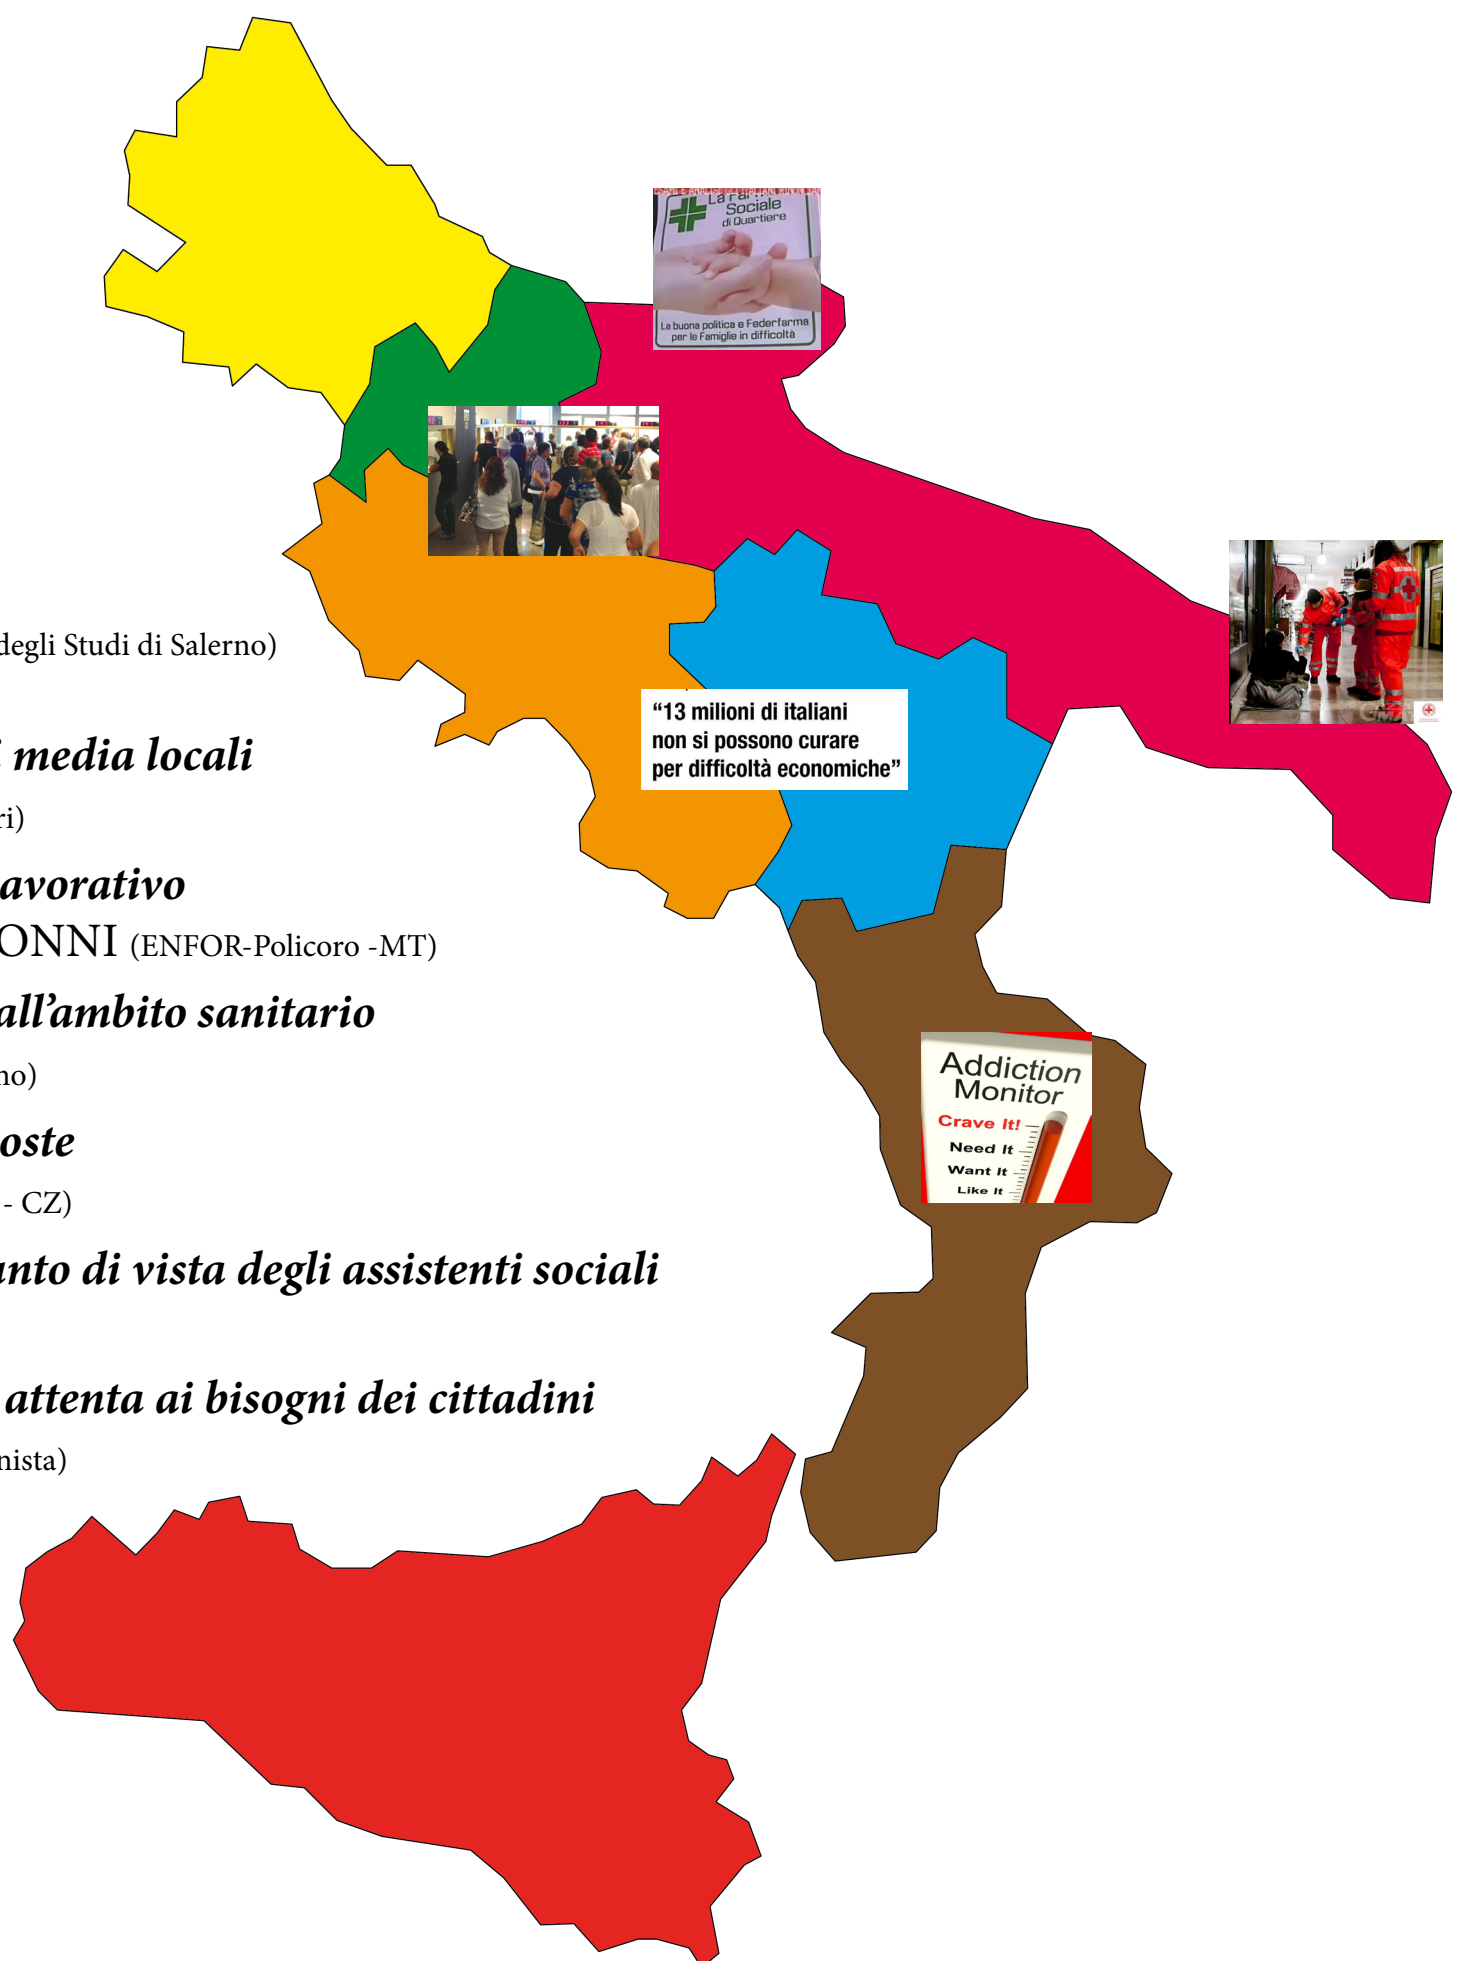 La Far
Sociale
di Quartiere
La buona politica e Federfarma
per le Famiglie in difficoltà
degli Studi di Salerno)
“13 milioni di italiani
non si possono curare
per difficoltà economiche”
i media locali
ri)
avorativo
ONNI (ENFOR-Policoro -MT)
all’ambito sanitario
no)
Addiction
Monitor
Crave It!
Need It
Want It
Like It
oste
- CZ)
unto di vista degli assistenti sociali
attenta ai bisogni dei cittadini
nista)